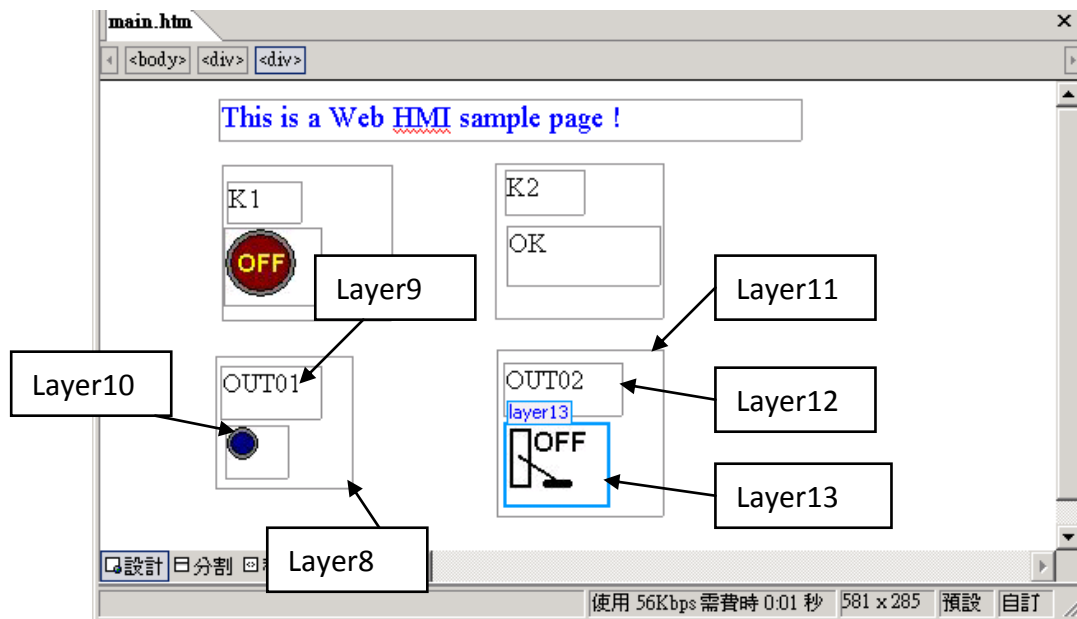 main.htm
<body> <div> <div>
This is a Web HMI sample page !
K1
K2
OFF
OK
Layer9
Layer11
Layer10
OUT01
OUT02
Layer12
layer13
OFF
Layer13
Layer8
設計 分割
使用 56Kbps 需費時 0:01 秒 581 x 285 預設 自訂